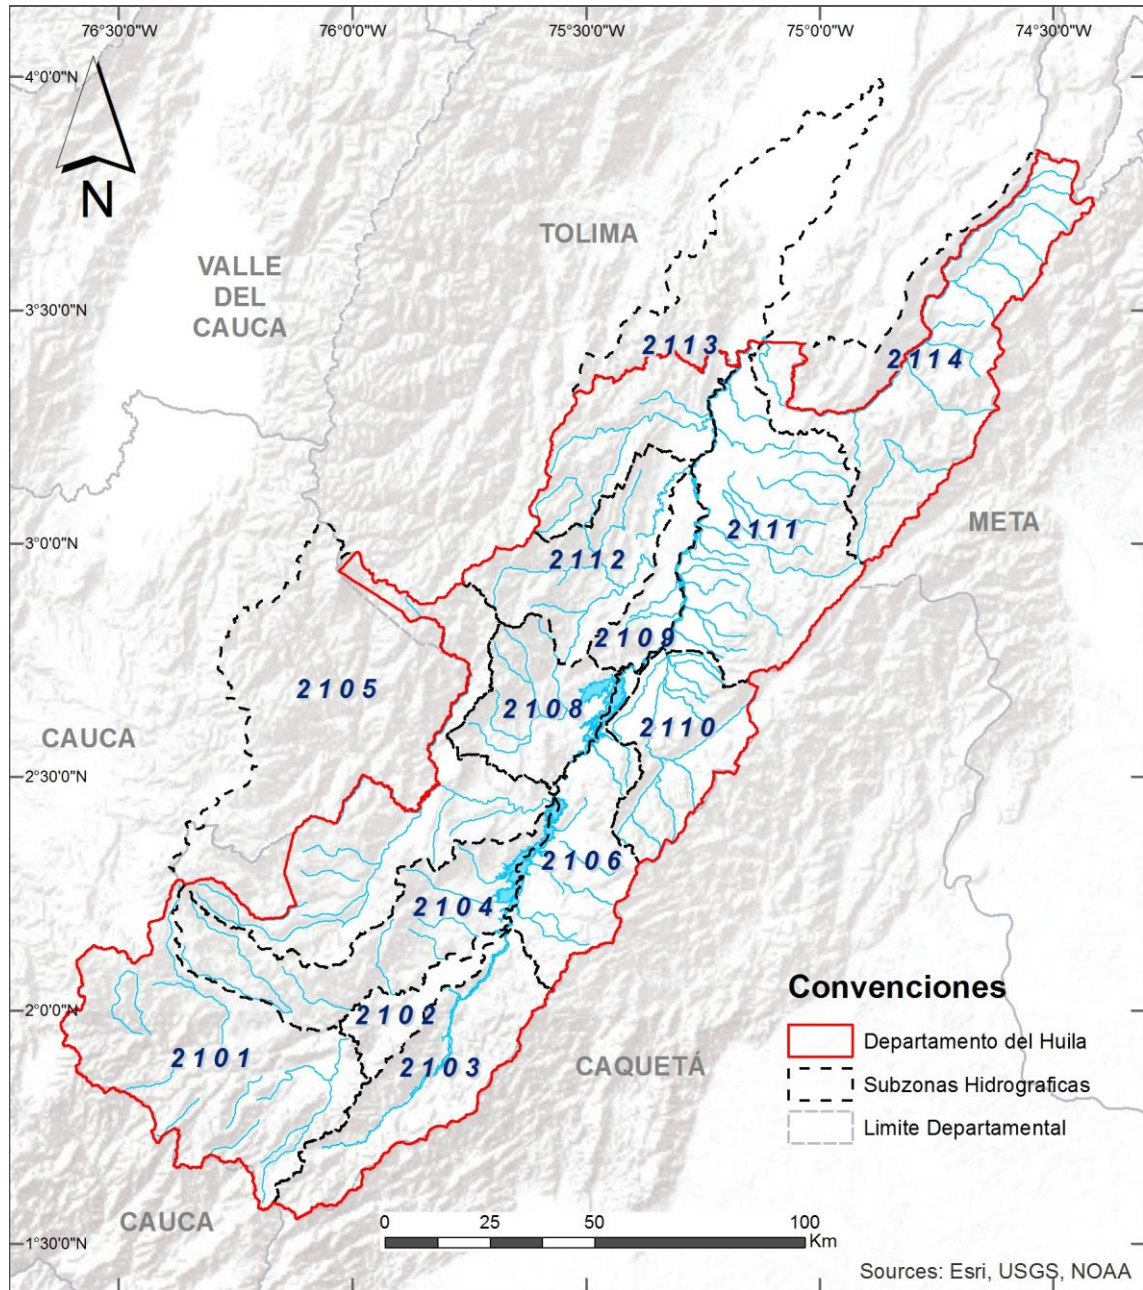 76°30'0"W 76°0'0"W 75°30'0"W 75°0'0"W 74°30'0"W
4°0'0"N
3°30'0"N
3°0'0"N
2°30'0"N
2°0'0"N
1°30'0"N
N
TOLIMA
VALLE
DEL
CAUCA
2113
2114
META
2111
2112
2109
2105
2108
2110
CAUCA
2106
2104
2102
2101
2103
CAQUETÁ
CAUCA
Convenciones
Departamento del Huila
Subzonas Hidrograficas
Limite Departamental
0 25 50 100
Km
Sources: Esri, USGS, NOAA